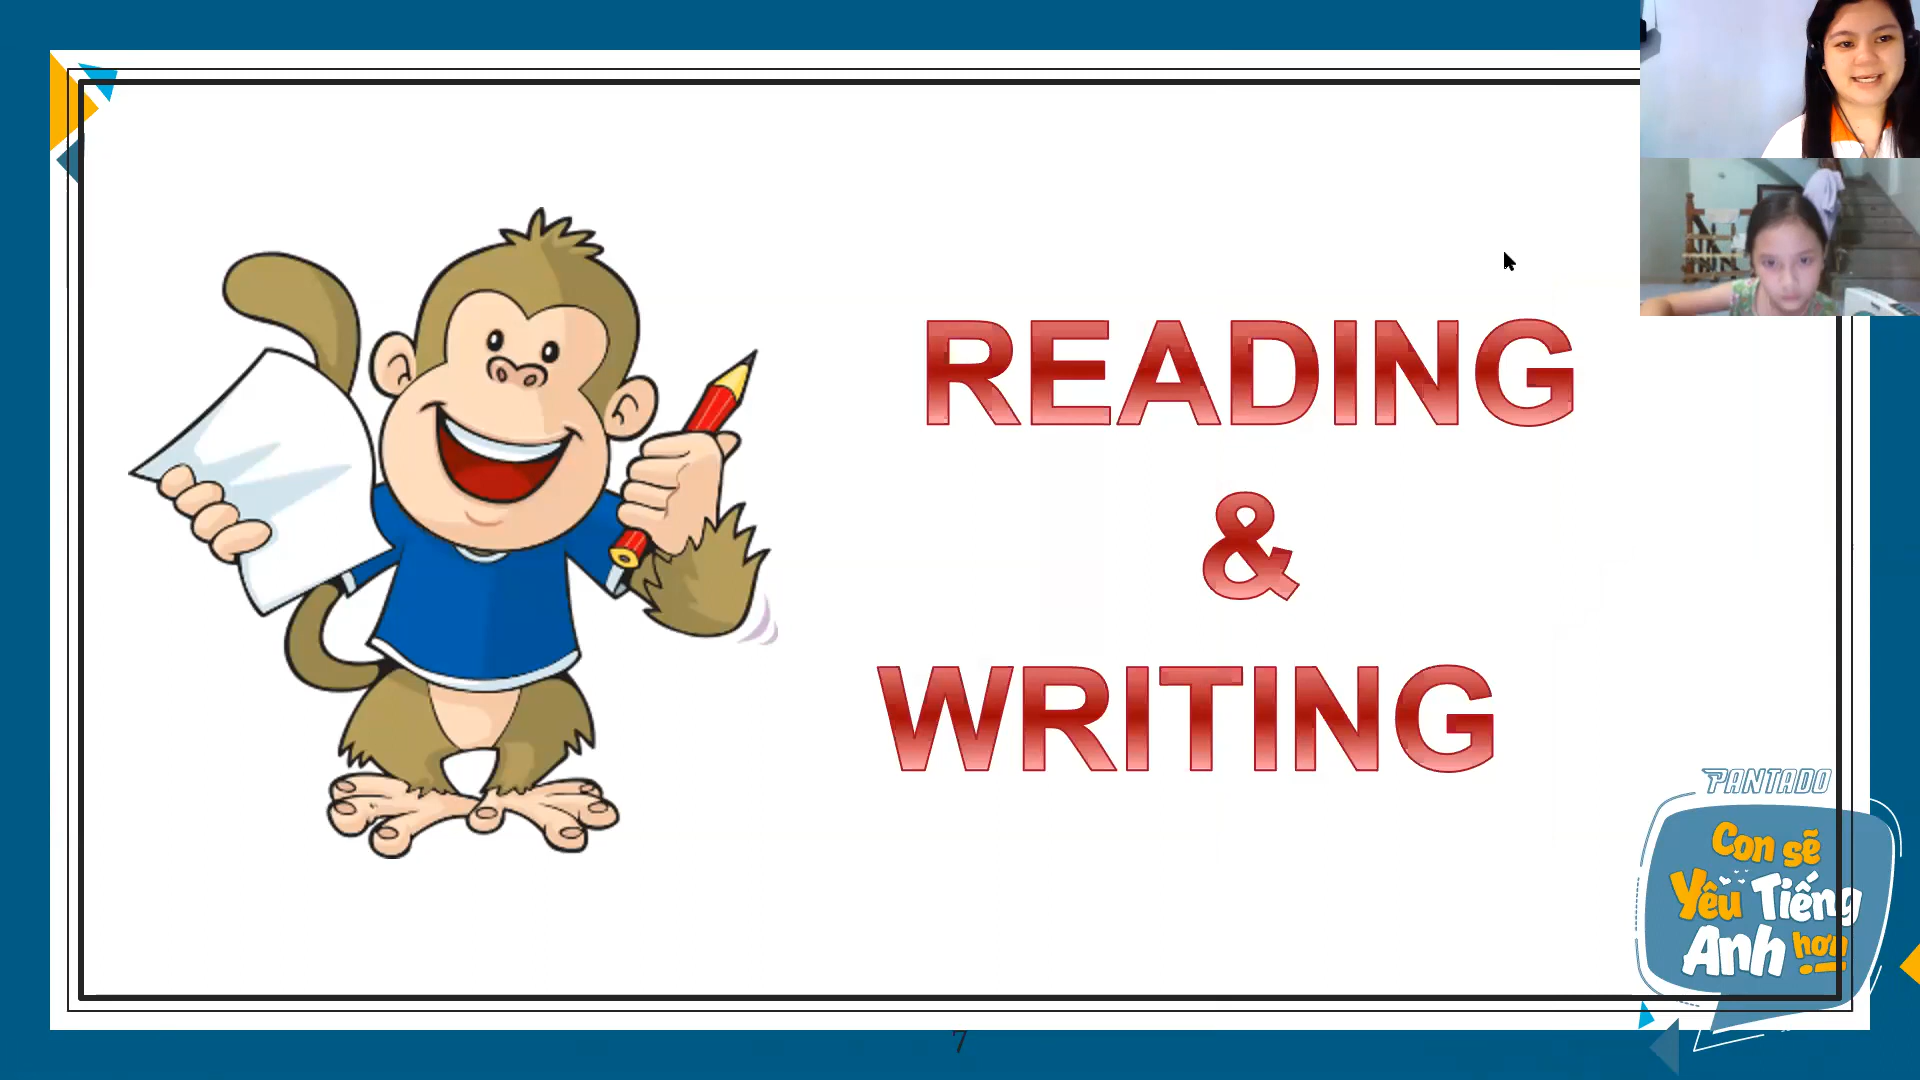 READING
&
WRITING
PANTADO
Con sẽ
Yêu Tiếng
Anh hơn
7